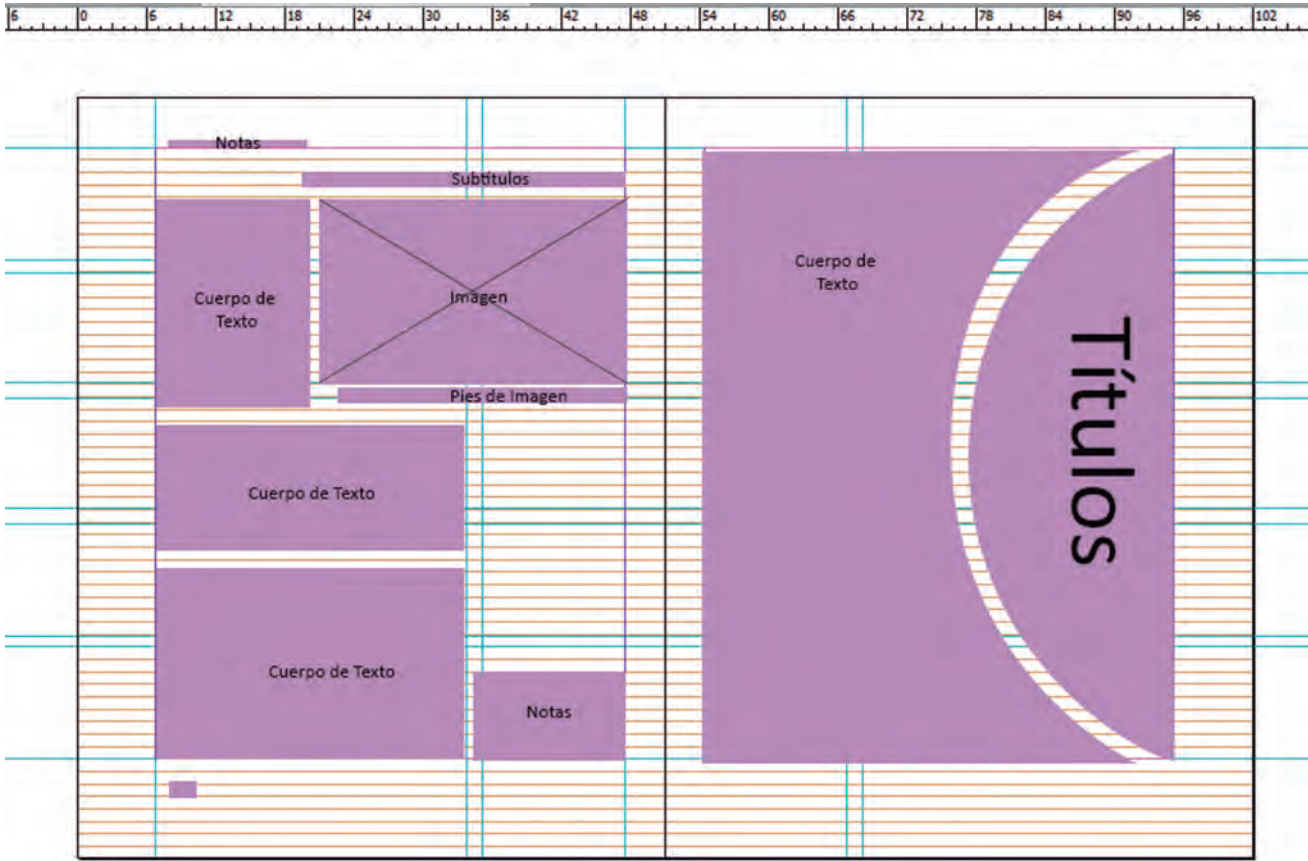 6 0 6 12 18 24 30 36 42 48 54 60 66 72 78 84 90 96 102
Notas
Subtítulos
Cuerpo de
Texto
Imagen
Pies de Imagen
Cuerpo de Texto
Cuerpo de Texto
Notas
Cuerpo de
Texto
Títulos